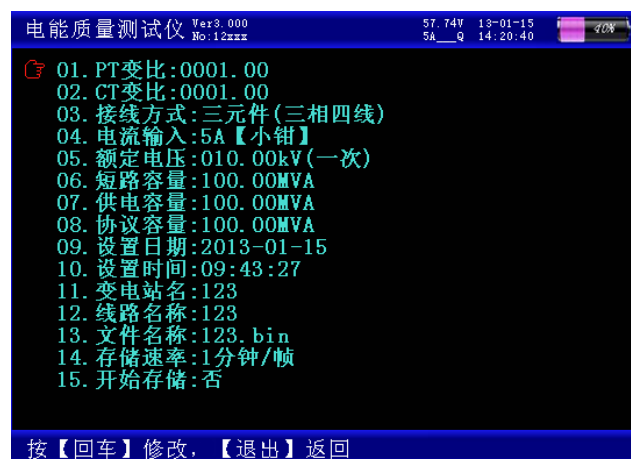 电能质量测试仪 Ver3.000 57.74V 13-01-15 40%
No:12xxx 5A__Q 14:20:40
01.PT变比:0001.00
02.CT变比:0001.00
03.接线方式:三元件(三相四线)
04.电流输入:5A【小钳】
05.额定电压:010.00kV(一次)
06.短路容量:100.00MVA
07.供电容量:100.00MVA
08.协议容量:100.00MVA
09.设置日期:2013-01-15
10.设置时间:09:43:27
11.变电站名:123
12.线路名称:123
13.文件名称:123.bin
14.存储速率:1分钟/帧
15.开始存储:否
按【回车】修改,【退出】返回